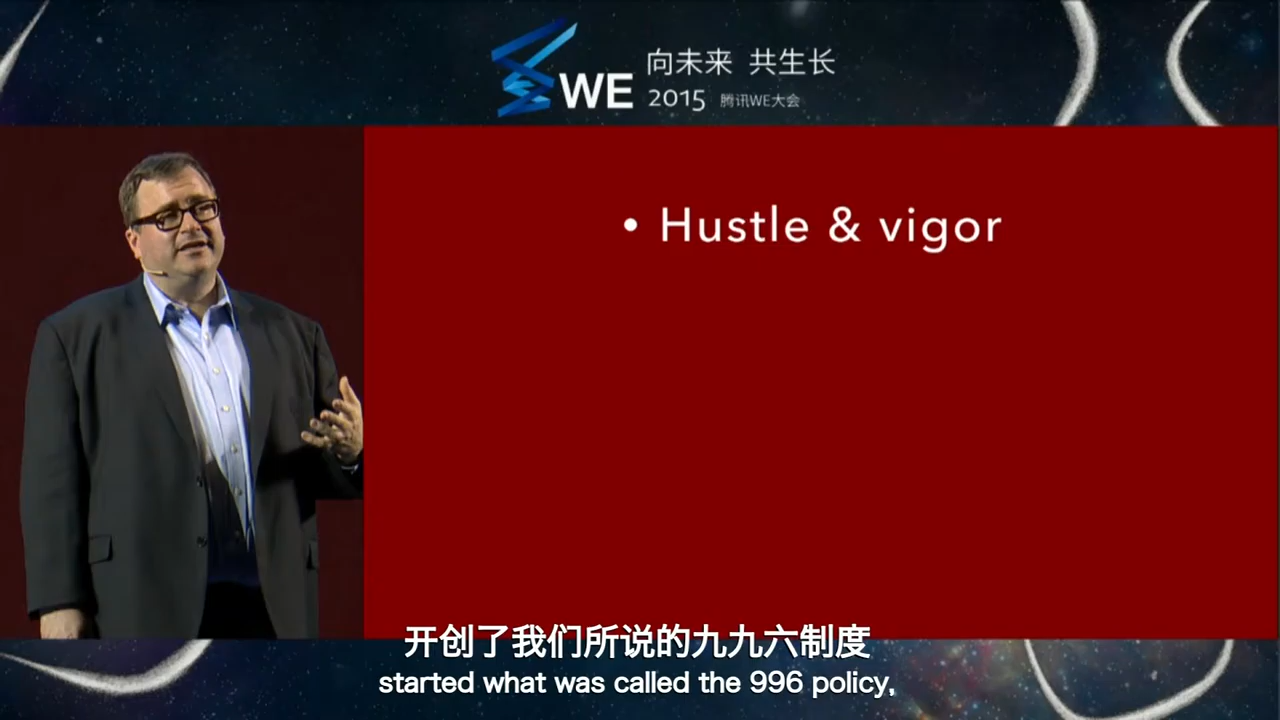 WE
向未来 共生长
2015 腾讯WE大会
• Hustle & vigor
开创了我们所说的九九六制度
started what was called the 996 policy,